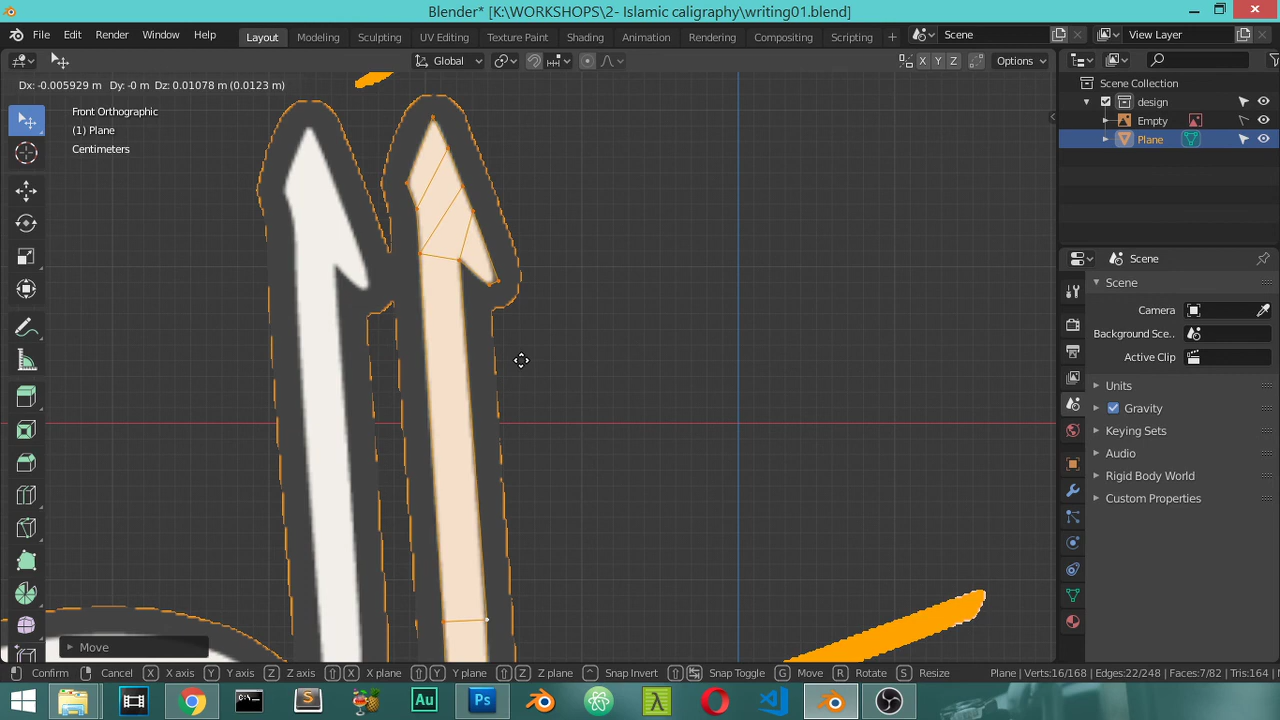 Blender* [K:\WORKSHOPS\2- Islamic caligraphy\writing01.blend]
File Edit Render Window Help Layout Modeling Sculpting UV Editing Texture Paint Shading Animation Rendering Compositing Scripting + Scene View Layer
Global X Y Z Options
Dx: -0.005929 m Dy: -0 m Dz: 0.01078 m (0.0123 m)
Scene Collection
design
Empty
Plane
Front Orthographic
(1) Plane
Centimeters
Scene
Scene
Camera
Background Sce..
Active Clip
Units
Gravity
Keying Sets
Audio
Rigid Body World
Custom Properties
Move
Confirm Cancel X X axis Y Y axis Z Z axis X X plane Y Y plane Z Z plane Snap Invert Snap Toggle G Move R Rotate S Resize Plane | Verts:16/168 | Edges:22/248 | Faces:7/82 | Tris:164 |
Au Ps